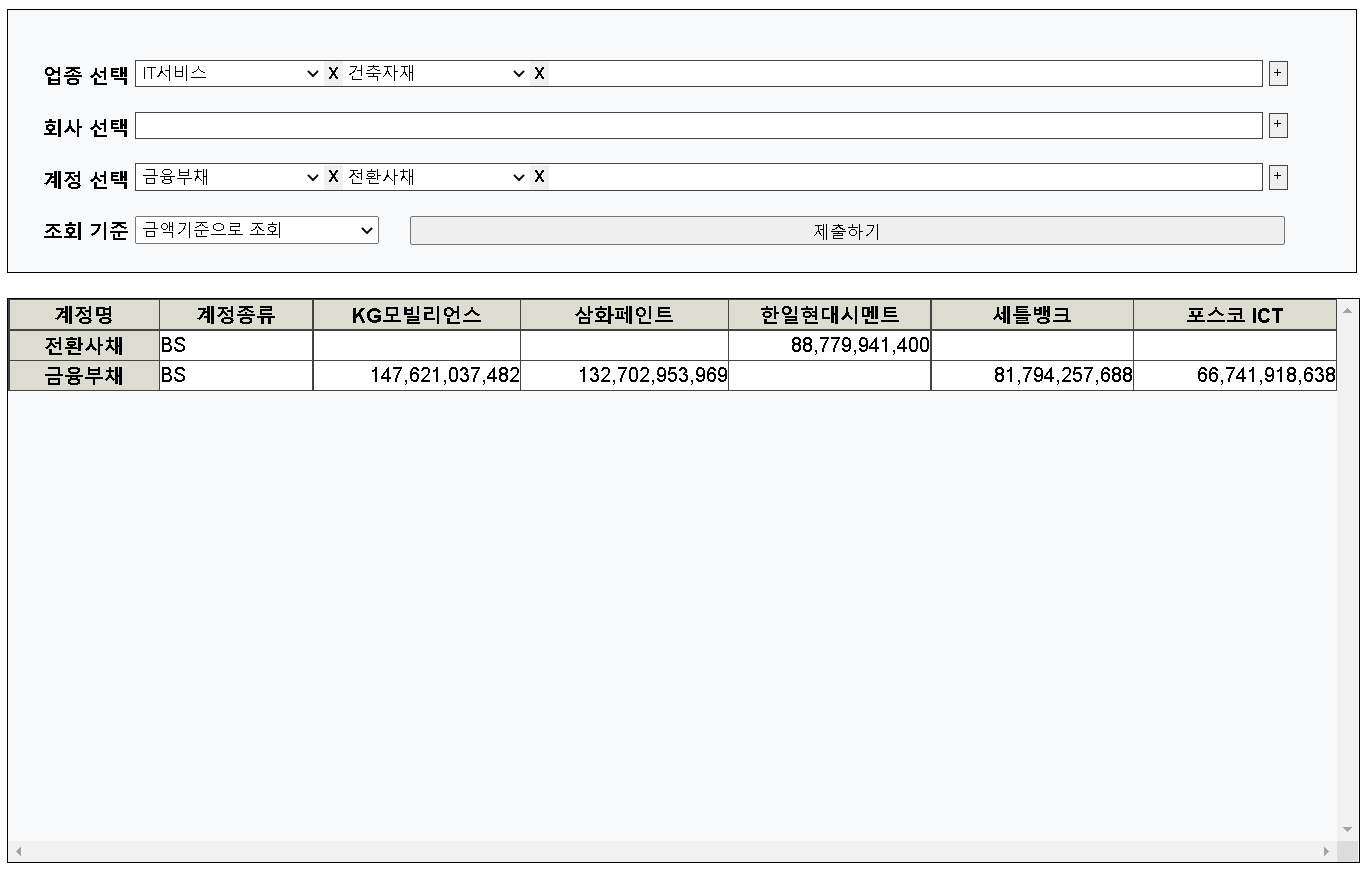 업종 선택 IT서비스 X 건축자재 X +
회사 선택 +
계정 선택 금융부채 X 전환사채 X +
조회 기준 금액기준으로 조회 제출하기
계정명 계정종류 KG모빌리언스 삼화페인트 한일현대시멘트 세틀뱅크 포스코 ICT
전환사채 BS 88,779,941,400
금융부채 BS 147,621,037,482 132,702,953,969 81,794,257,688 66,741,918,638